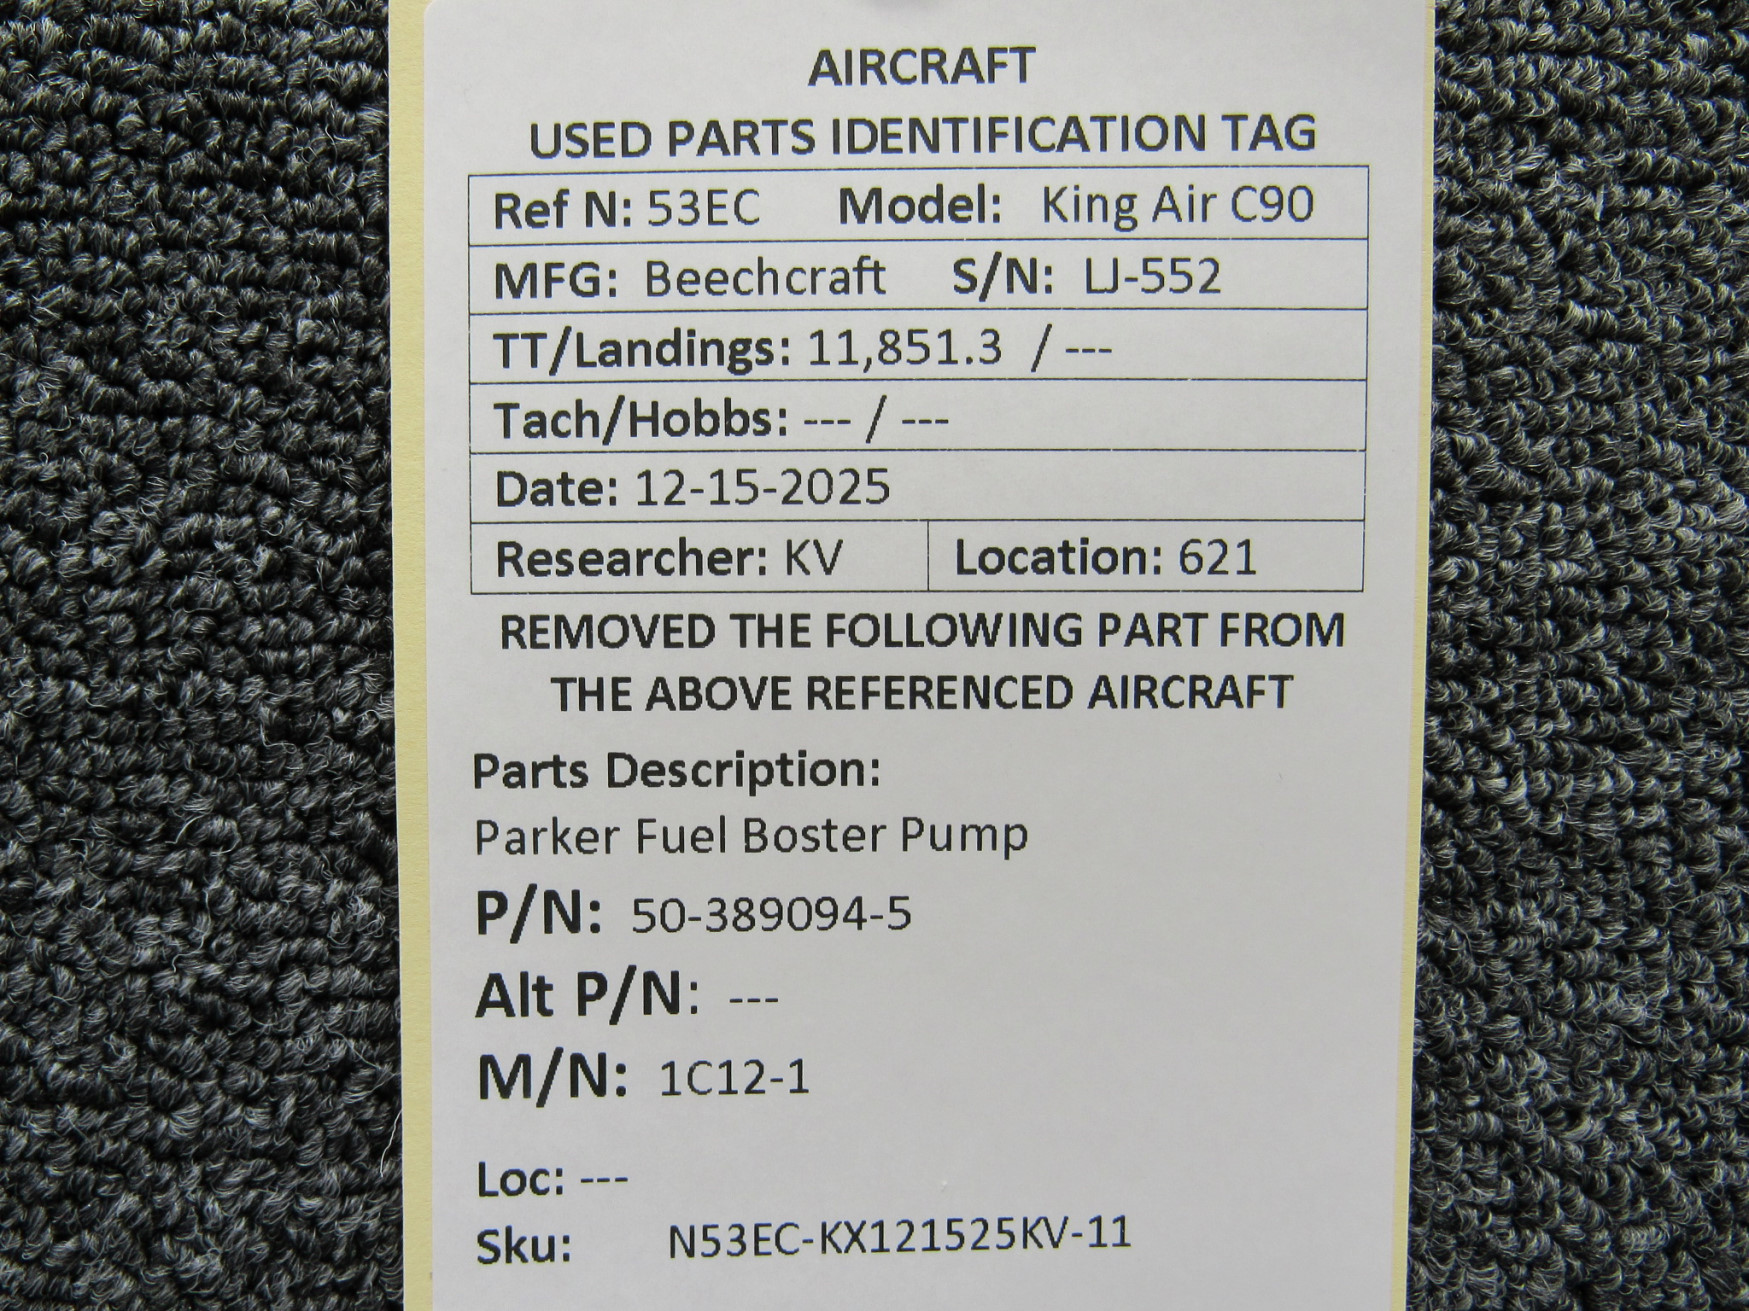 AIRCRAFT
USED PARTS IDENTIFICATION TAG
Ref N: 53EC Model: King Air C90
MFG: Beechcraft S/N: LJ-552
TT/Landings: 11,851.3 / ---
Tach/Hobbs: --- / ---
Date: 12-15-2025
Researcher: KV Location: 621
REMOVED THE FOLLOWING PART FROM
THE ABOVE REFERENCED AIRCRAFT
Parts Description:
Parker Fuel Boster Pump
P/N: 50-389094-5
Alt P/N: ---
M/N: 1C12-1
Loc: ---
Sku: N53EC-KX121525KV-11